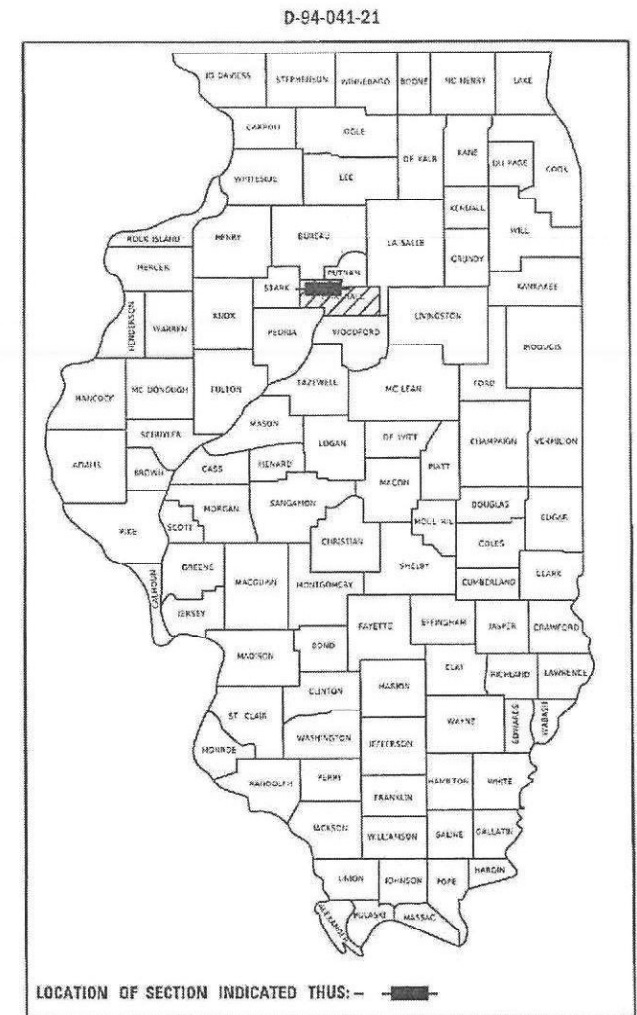 D-94-041-21
JO DAVIESS STEPHENSON WINNEBAGO BOONE MC HENRY LAKE
CARROLL OGLE
DE KALB KANE DU PAGE COOK
WHITESIDE LEE
KENDALL
ROCK ISLAND HENRY BUREAU LA SALLE WILL
PUTNAM GRUNDY
MERCER STARK KANKAKEE
HENDERSON WARREN KNOX LIVINGSTON
PEORIA WOODFORD IROQUOIS
FORD
HANCOCK MC DONOUGH FULTON TAZEWELL MC LEAN
MASON
SCHUYLER LOGAN DE WITT CHAMPAIGN VERMILION
ADAMS BROWN CASS MENARD PIATT
MACON
MORGAN SANGAMON DOUGLAS
PIKE SCOTT MOULTRIE EDGAR
CHRISTIAN COLES
GREENE SHELBY
CALHOUN MACOUPIN MONTGOMERY CUMBERLAND CLARK
JERSEY
FAYETTE EFFINGHAM JASPER CRAWFORD
MADISON BOND
CLAY RICHLAND LAWRENCE
CLINTON MARION
ST. CLAIR WAYNE EDWARDS WABASH
WASHINGTON JEFFERSON
MONROE
RANDOLPH PERRY HAMILTON WHITE
FRANKLIN
JACKSON WILLIAMSON SALINE GALLATIN
UNION JOHNSON POPE HARDIN
ALEXANDER PULASKI MASSAC
LOCATION OF SECTION INDICATED THUS: -